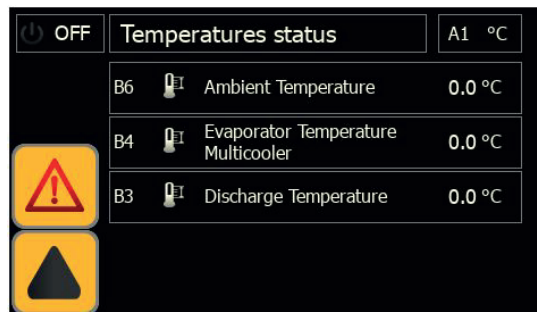 OFF Temperatures status A1 °C
B6 Ambient Temperature 0.0 °C
B4 Evaporator Temperature Multicooler 0.0 °C
B3 Discharge Temperature 0.0 °C